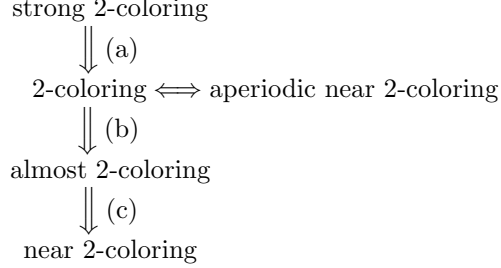 strong 2-coloring
(a)
2-coloring ⟺ aperiodic near 2-coloring
(b)
almost 2-coloring
(c)
near 2-coloring